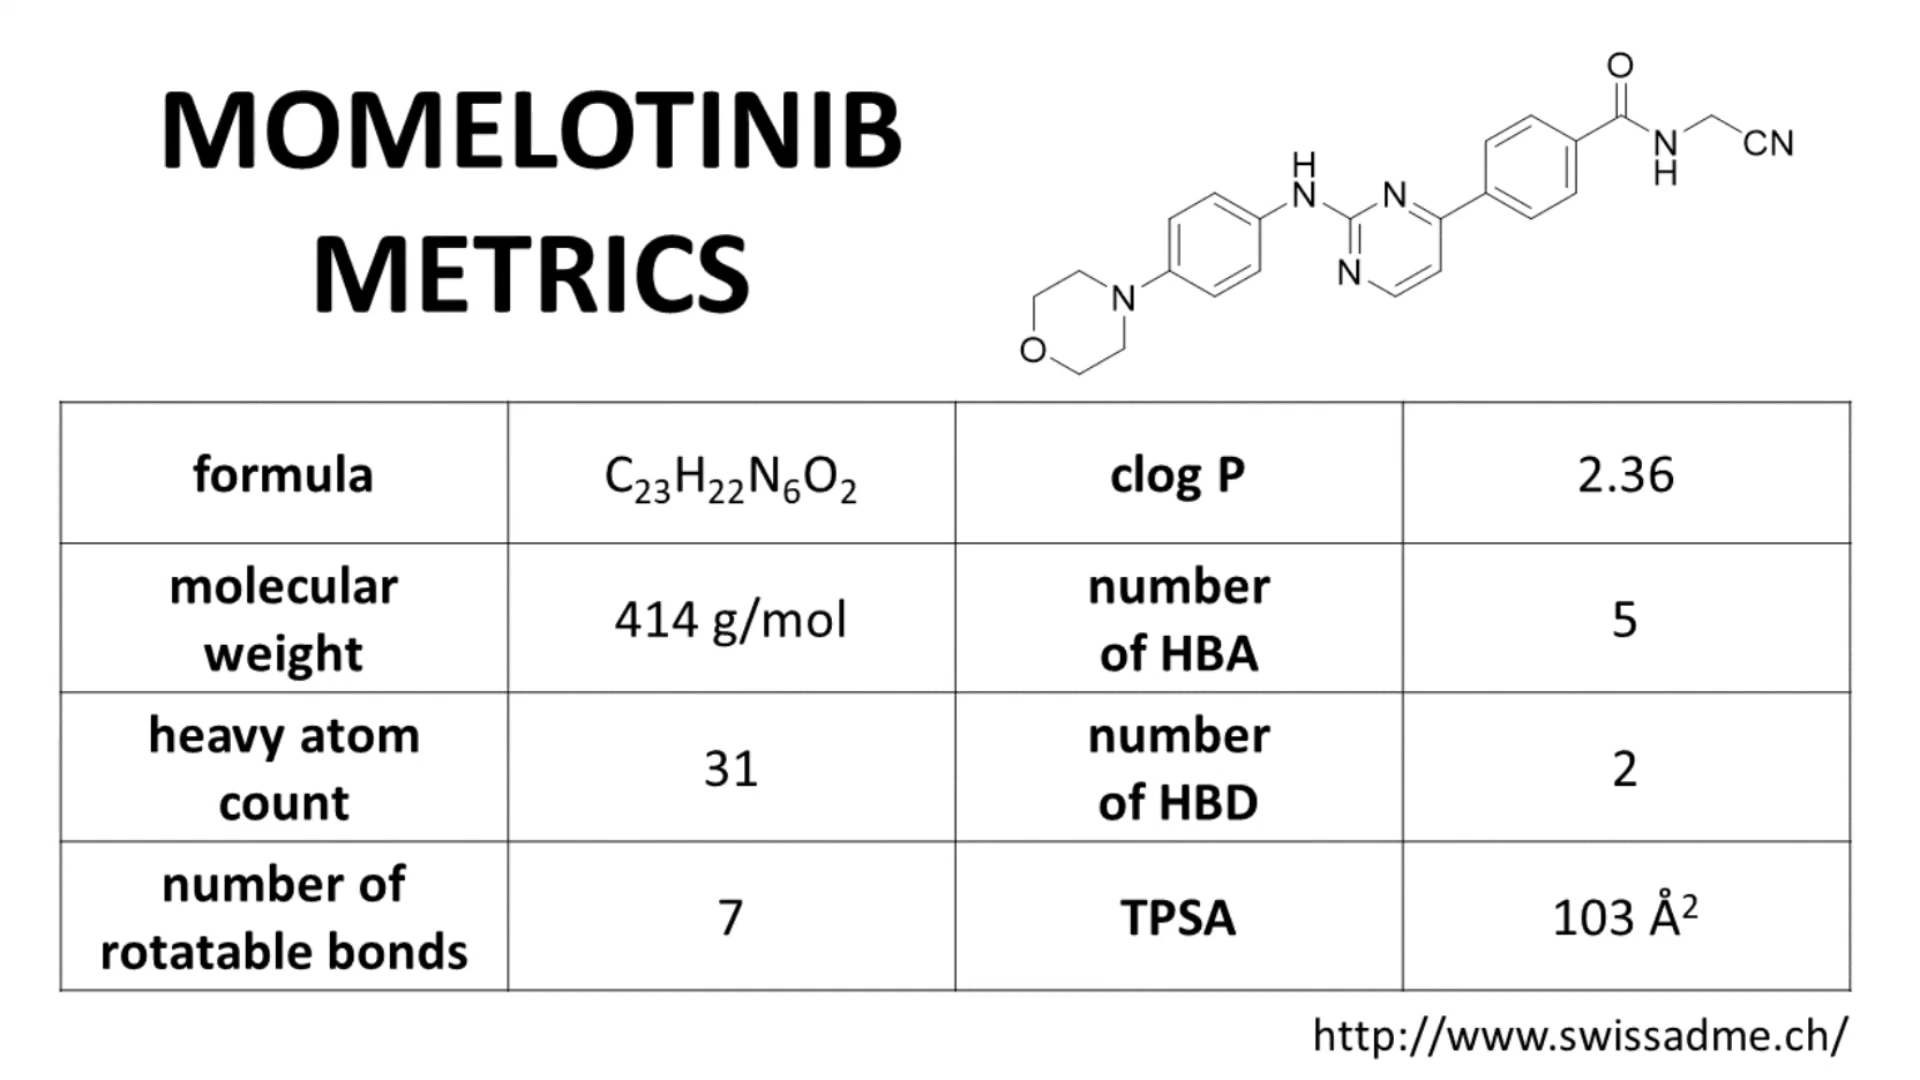 MOMELOTINIB
METRICS
O
N
H
CN
H
N
N
N
N
O
formula
C₂₃H₂₂N₆O₂
clog P
2.36
molecular
weight
414 g/mol
number
of HBA
5
heavy atom
count
31
number
of HBD
2
number of
rotatable bonds
7
TPSA
103 Å²
http://www.swissadme.ch/